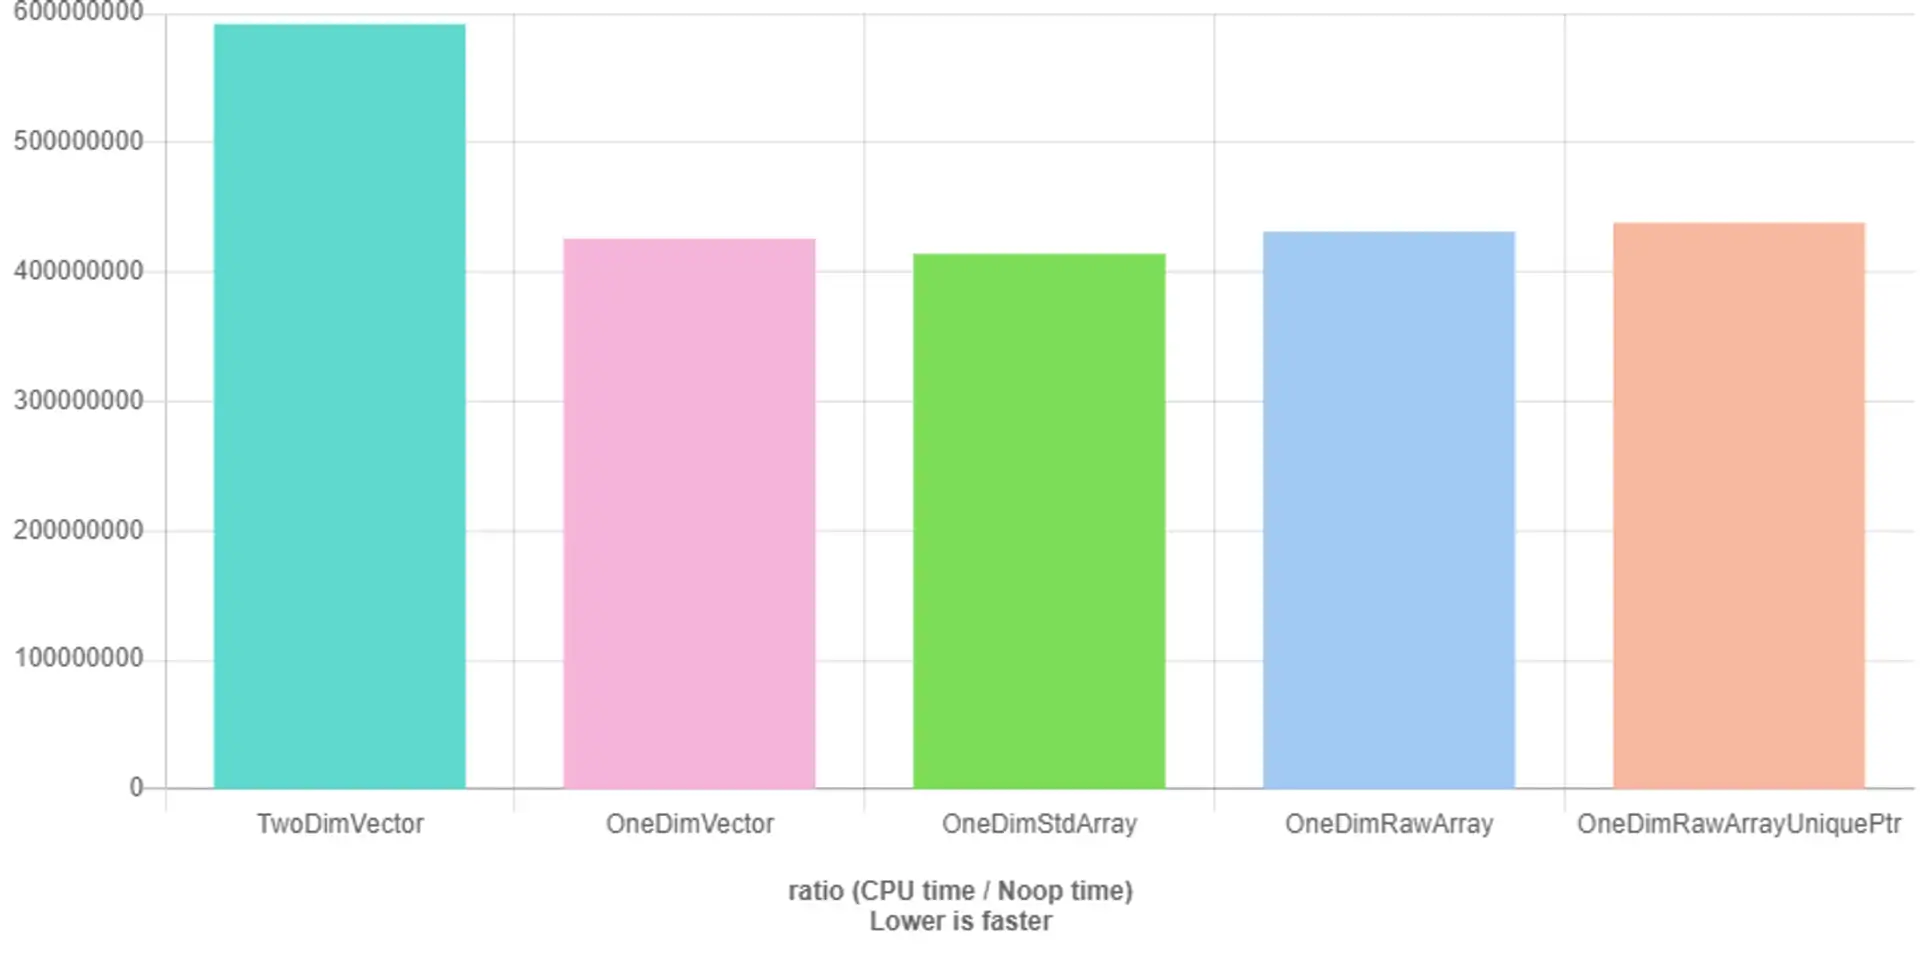 600000000
500000000
400000000
300000000
200000000
100000000
0
TwoDimVector OneDimVector OneDimStdArray OneDimRawArray OneDimRawArrayUniquePtr
ratio (CPU time / Noop time)
Lower is faster